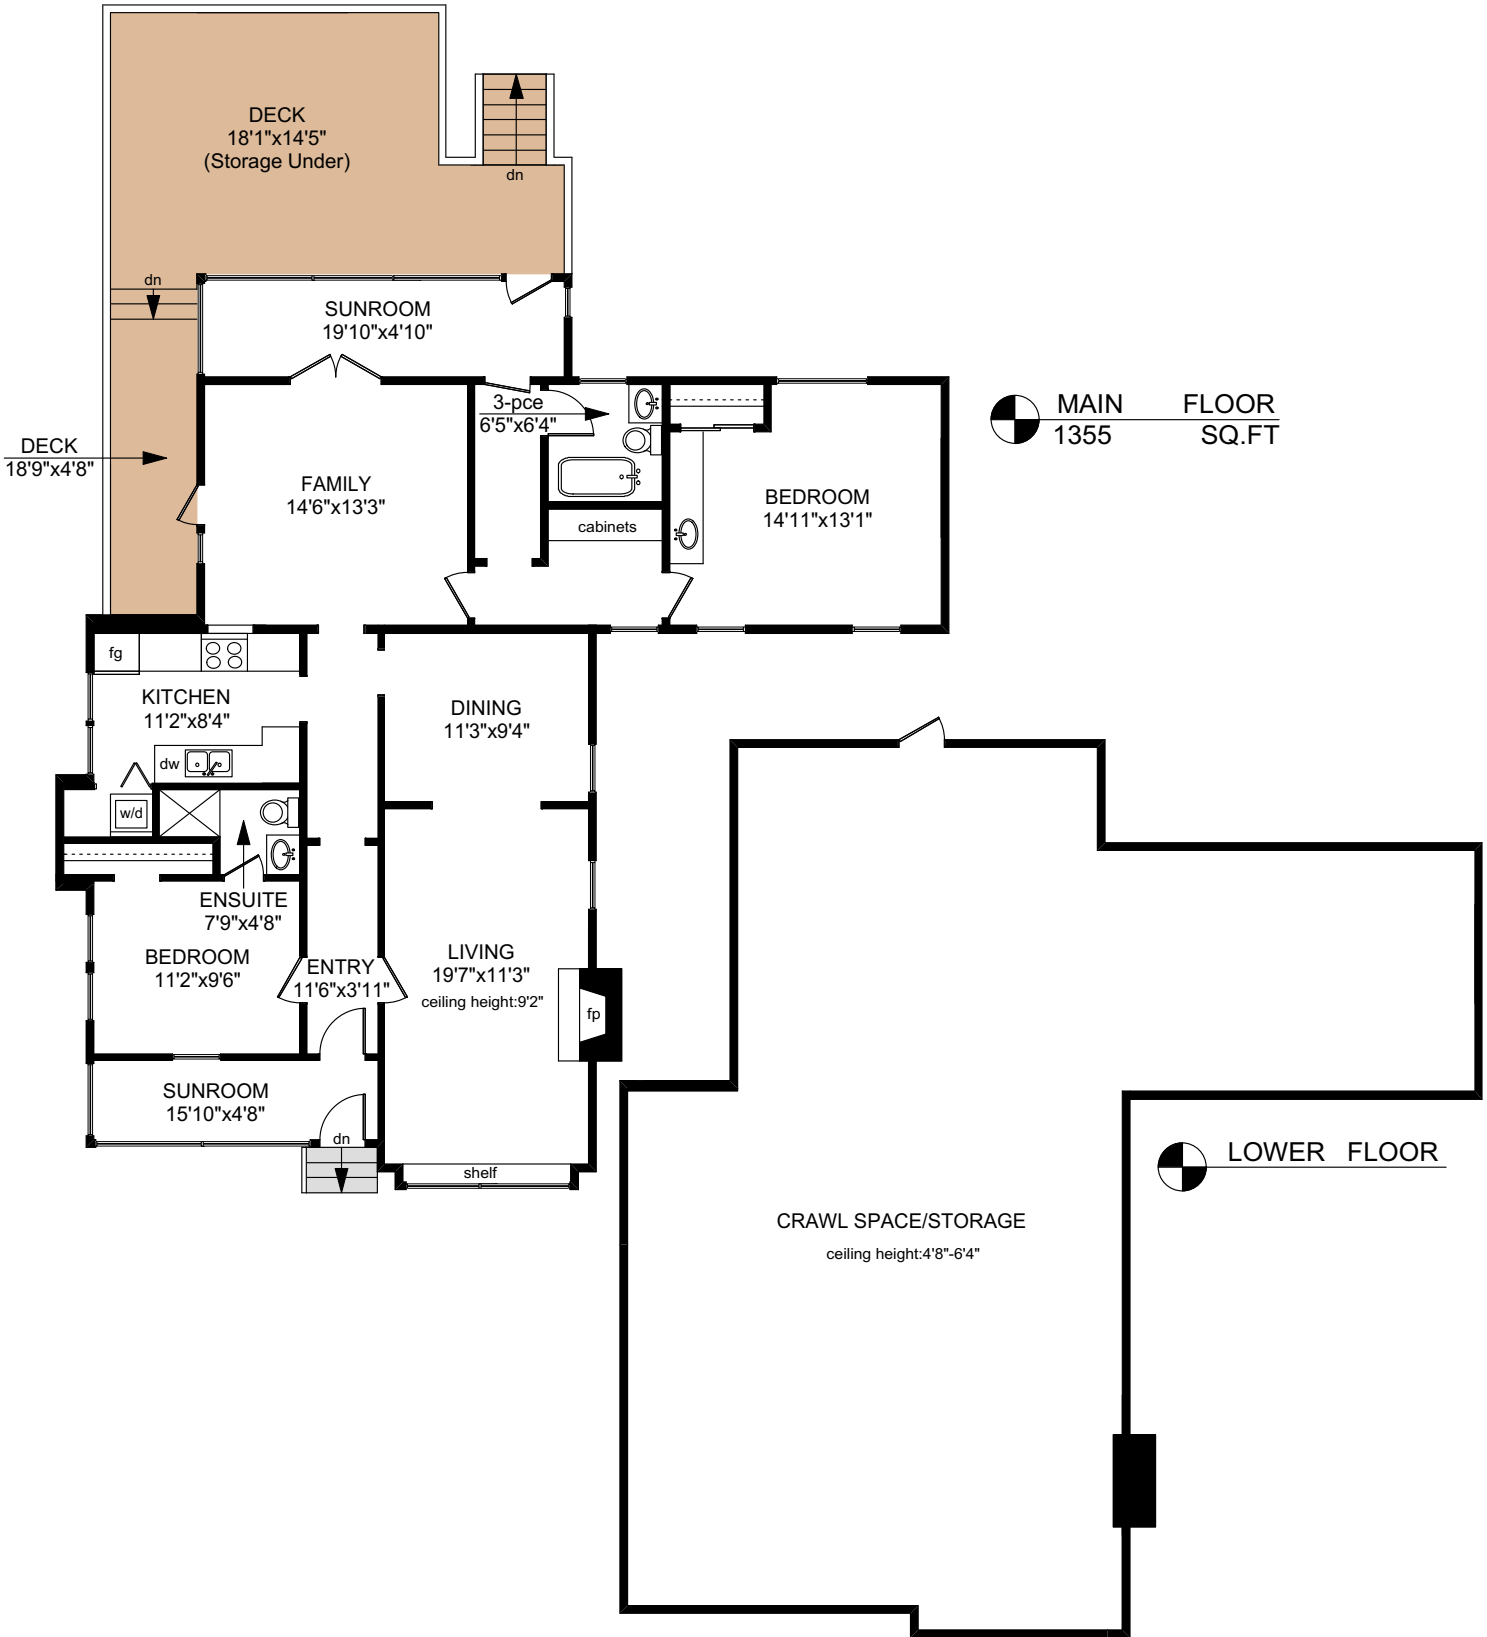 DECK
18'1"x14'5"
(Storage Under)
dn
dn
SUNROOM
19'10"x4'10"
3-pce
6'5"x6'4"
MAIN FLOOR
1355 SQ.FT
DECK
18'9"x4'8"
FAMILY
14'6"x13'3"
BEDROOM
14'11"x13'1"
cabinets
fg
KITCHEN
11'2"x8'4"
DINING
11'3"x9'4"
dw
w/d
ENSUITE
7'9"x4'8"
BEDROOM
11'2"x9'6"
ENTRY
11'6"x3'11"
LIVING
19'7"x11'3"
ceiling height:9'2"
fp
SUNROOM
15'10"x4'8"
dn
shelf
LOWER FLOOR
CRAWL SPACE/STORAGE
ceiling height:4'8"-6'4"